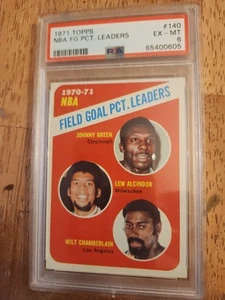 1971 TOPPS #140
NBA FG PCT. LEADERS EX-MT
PSA 6
65400605
1970-71
NBA
FIELD GOAL PCT. LEADERS
JOHNNY GREEN
Cincinnati
LEW ALCINDOR
Milwaukee
WILT CHAMBERLAIN
Los Angeles